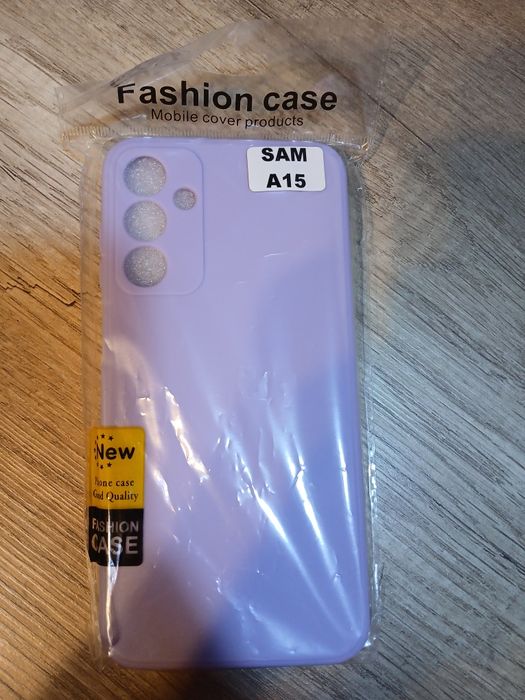 Fashion case
Mobile cover products
SAM
A15
New
Phone case
Good Quality
FASHION
CASE